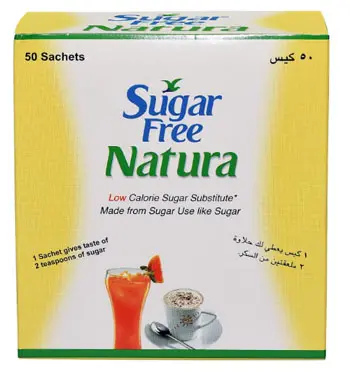 50 Sachets
٥٠ كيس
Sugar
Free
Natura
Low Calorie Sugar Substitute*
Made from Sugar Use like Sugar
1 Sachet gives taste of
2 teaspoons of sugar
١ كيس يعطي لك حلاوة
٢ ملعقتين من السكر